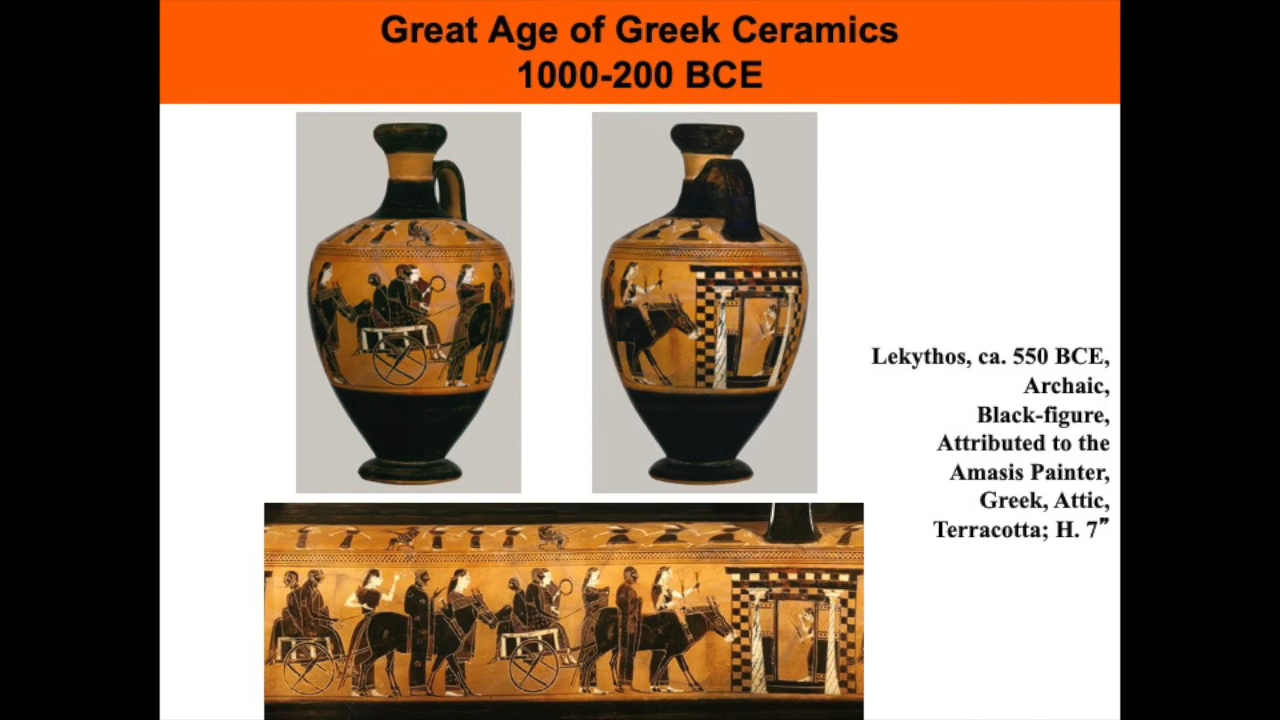 Great Age of Greek Ceramics
1000-200 BCE
Lekythos, ca. 550 BCE,
Archaic,
Black-figure,
Attributed to the
Amasis Painter,
Greek, Attic,
Terracotta; H. 7”